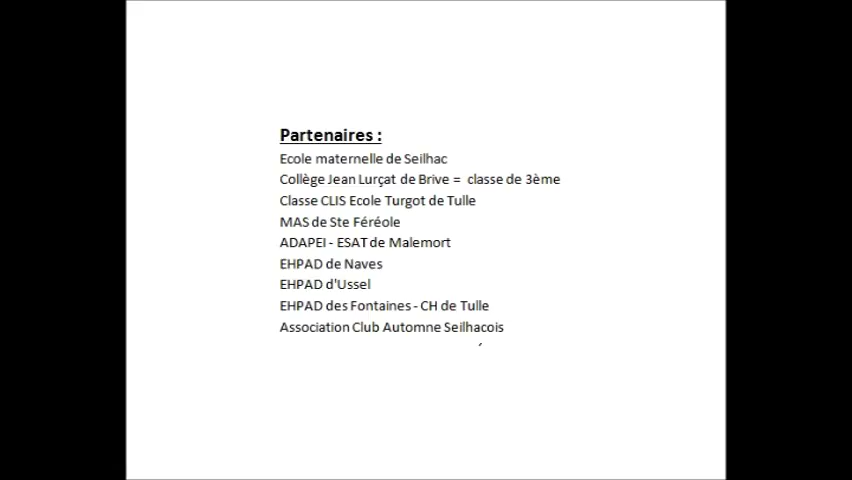 Partenaires :
Ecole maternelle de Seilhac
Collège Jean Lurçat de Brive = classe de 3ème
Classe CLIS Ecole Turgot de Tulle
MAS de Ste Féréole
ADAPEI - ESAT de Malemort
EHPAD de Naves
EHPAD d'Ussel
EHPAD des Fontaines - CH de Tulle
Association Club Automne Seilhacois